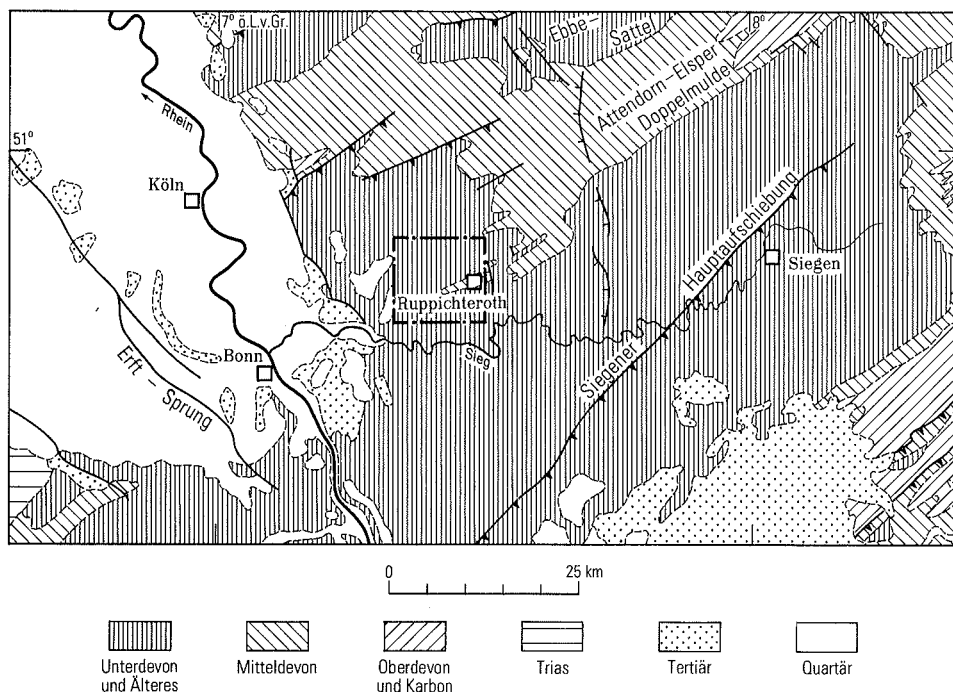 7° ö.L.v.Gr.
8°
Ebbe-
Sattel
Attendorn-Elsper
Doppelmulde
Rhein
51°
Köln
Hauptaufschiebung
Siegen
Ruppichteroth
Bonn
Sieg
Siegener
Erft - Sprung
0 25 km
Unterdevon
und Älteres
Mitteldevon
Oberdevon
und Karbon
Trias
Tertiär
Quartär